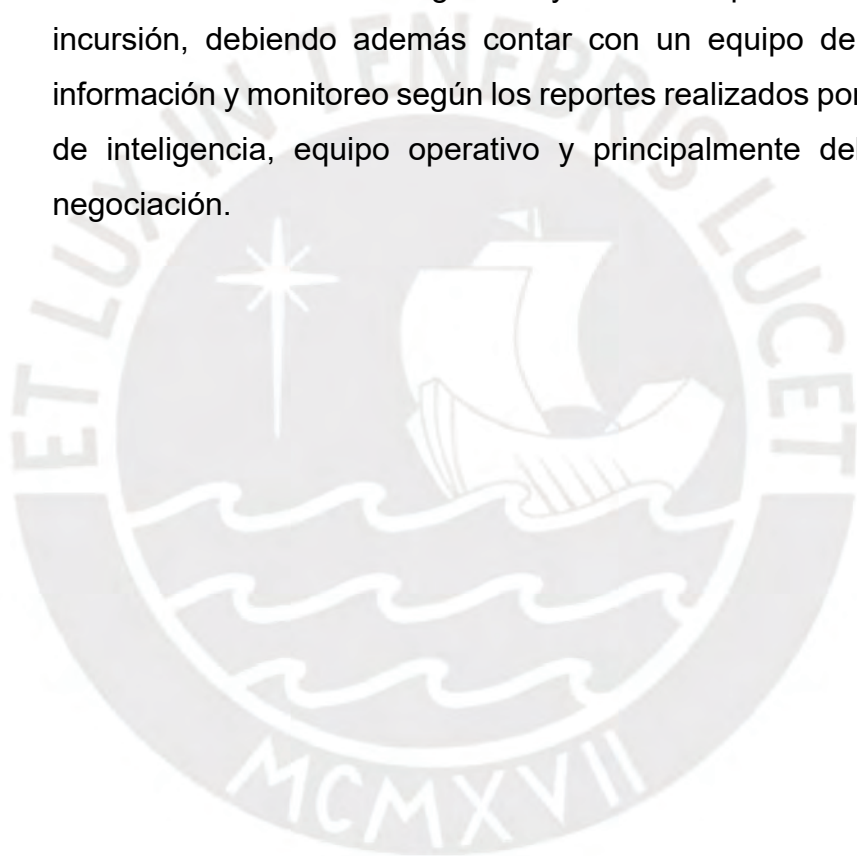 incursión, debiendo además contar con un equipo de
información y monitoreo según los reportes realizados por
de inteligencia, equipo operativo y principalmente del
negociación.
ET LUX IN TENEBRIS LUCET
MCMXVII